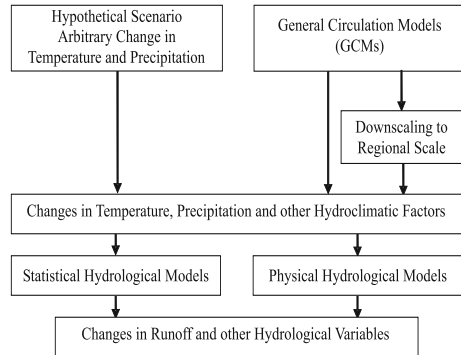 Hypothetical Scenario
Arbitrary Change in
Temperature and Precipitation
General Circulation Models
(GCMs)
Downscaling to
Regional Scale
Changes in Temperature, Precipitation and other Hydroclimatic Factors
Statistical Hydrological Models
Physical Hydrological Models
Changes in Runoff and other Hydrological Variables